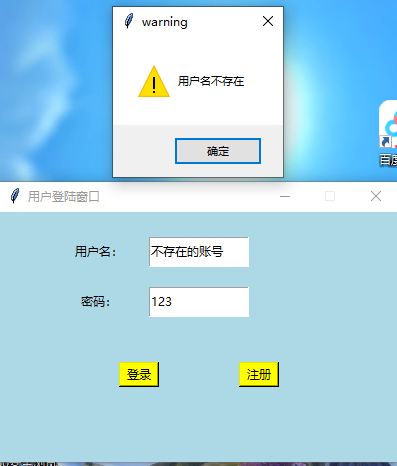 warning
用户名不存在
确定
百度
用户登陆窗口
用户名：
不存在的账号
密码：
123
登录
注册